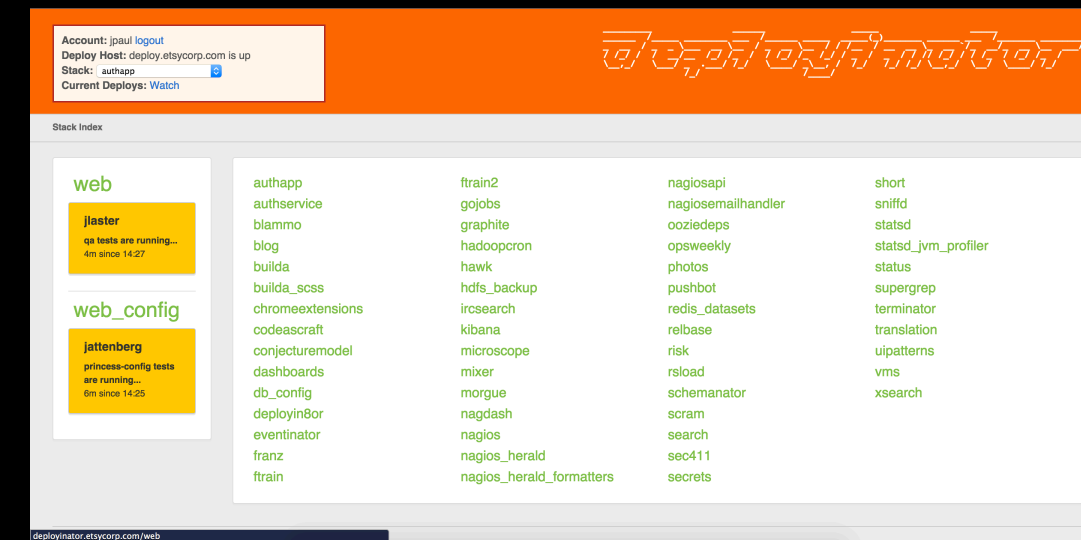 Account: jpaul logout
Deploy Host: deploy.etsycorp.com is up
Stack: authapp
Current Deploys: Watch
Stack Index
web
jlaster
qa tests are running...
4m since 14:27
web_config
jattenberg
princess-config tests
are running...
6m since 14:25
authapp
authservice
blammo
blog
builda
builda_scss
chromeextensions
codeascraft
conjecturemodel
dashboards
db_config
deployin8or
eventinator
franz
ftrain
ftrain2
gojobs
graphite
hadoopcron
hawk
hdfs_backup
ircsearch
kibana
microscope
mixer
morgue
nagdash
nagios
nagios_herald
nagios_herald_formatters
nagiosapi
nagiosemailhandler
ooziedeps
opsweekly
photos
pushbot
redis_datasets
relbase
risk
rsload
schemanator
scram
search
sec411
secrets
short
sniffd
statsd
statsd_jvm_profiler
status
supergrep
terminator
translation
uipatterns
vms
xsearch
deployinator.etsycorp.com/web